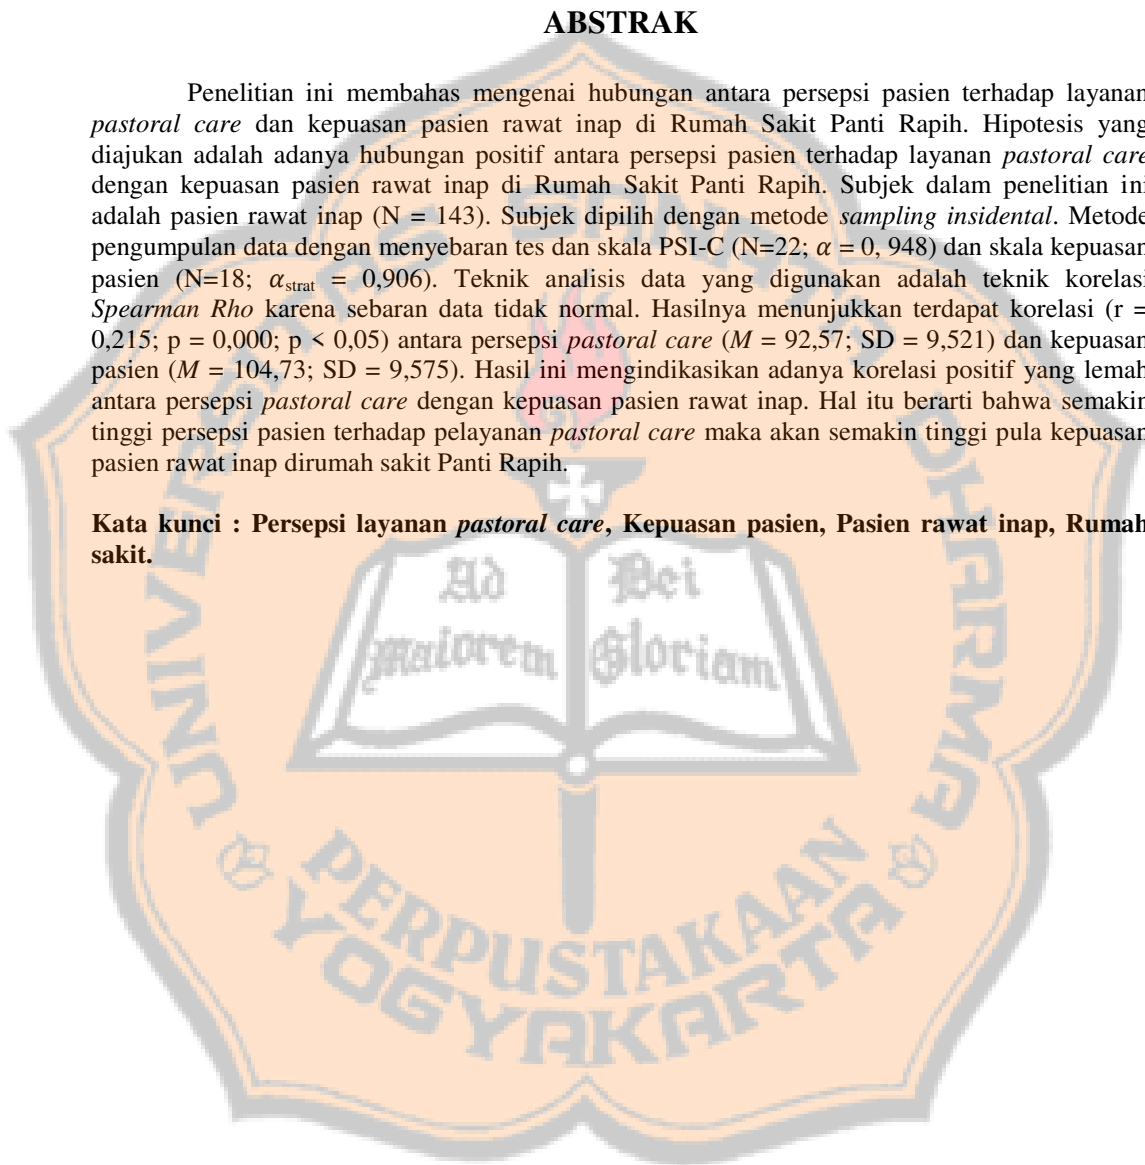 ABSTRAK
Penelitian ini membahas mengenai hubungan antara persepsi pasien terhadap layanan
pastoral care dan kepuasan pasien rawat inap di Rumah Sakit Panti Rapih. Hipotesis yang
diajukan adalah adanya hubungan positif antara persepsi pasien terhadap layanan pastoral care
dengan kepuasan pasien rawat inap di Rumah Sakit Panti Rapih. Subjek dalam penelitian ini
adalah pasien rawat inap (N = 143). Subjek dipilih dengan metode sampling insidental. Metode
pengumpulan data dengan menyebaran tes dan skala PSI-C (N=22; α = 0, 948) dan skala kepuasan
pasien (N=18; αstrat = 0,906). Teknik analisis data yang digunakan adalah teknik korelasi
Spearman Rho karena sebaran data tidak normal. Hasilnya menunjukkan terdapat korelasi (r =
0,215; p = 0,000; p < 0,05) antara persepsi pastoral care (M = 92,57; SD = 9,521) dan kepuasan
pasien (M = 104,73; SD = 9,575). Hasil ini mengindikasikan adanya korelasi positif yang lemah
antara persepsi pastoral care dengan kepuasan pasien rawat inap. Hal itu berarti bahwa semakin
tinggi persepsi pasien terhadap pelayanan pastoral care maka akan semakin tinggi pula kepuasan
pasien rawat inap dirumah sakit Panti Rapih.
Kata kunci : Persepsi layanan pastoral care, Kepuasan pasien, Pasien rawat inap, Rumah
sakit.
UNIVERSITAS SANATA DHARMA
Ad Dei
Maiorem Gloriam
PERPUSTAKAAN
YOGYAKARTA